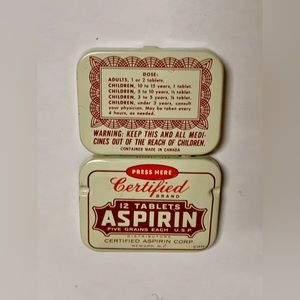 DOSE:
ADULTS, 1 or 2 tablets.
CHILDREN, 10 to 15 years, 1 tablet.
CHILDREN, 5 to 10 years, ½ tablet.
CHILDREN, 3 to 5 years, ¼ tablet.
CHILDREN, under 3 years, consult
your physician. May be taken every
4 hours, as needed.
WARNING: KEEP THIS AND ALL MEDI-
CINES OUT OF THE REACH OF CHILDREN.
CONTAINER MADE IN CANADA
PRESS HERE
Certified
BRAND
12 TABLETS
ASPIRIN
FIVE GRAINS EACH U.S.P.
DISTRIBUTORS
CERTIFIED ASPIRIN CORP.
NEWARK N.J.